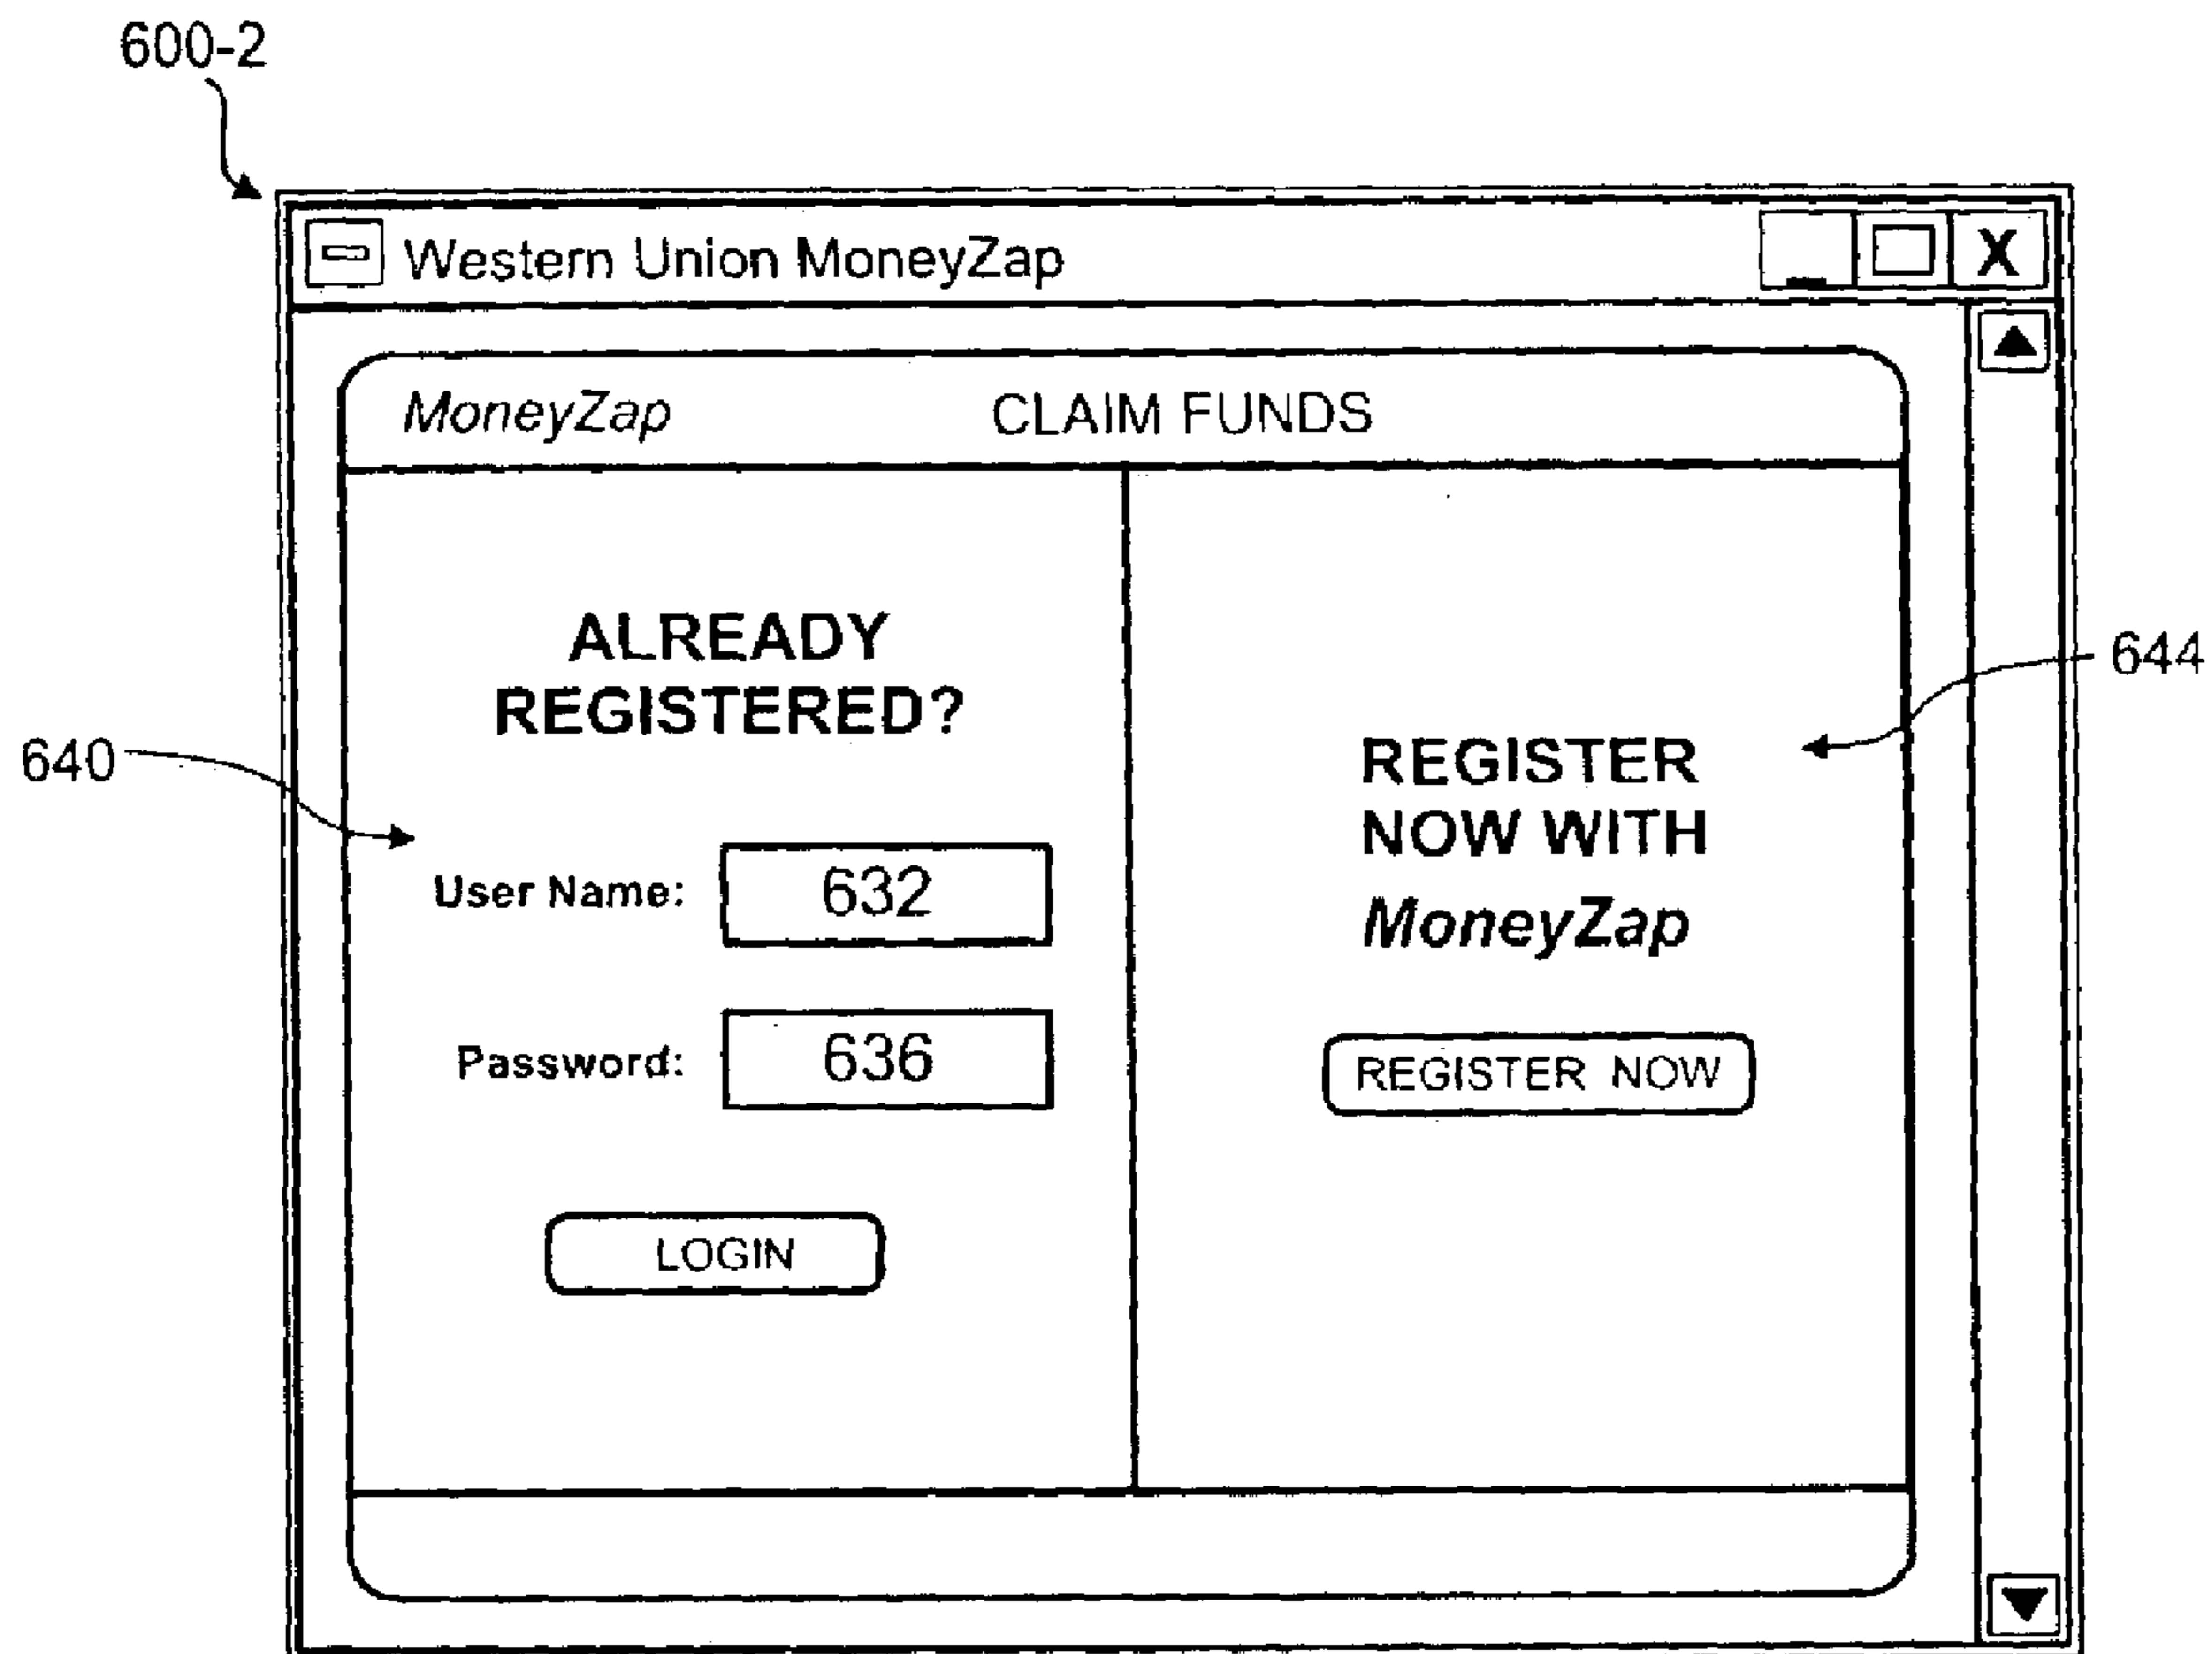 600-2
Western Union MoneyZap
X
MoneyZap CLAIM FUNDS
ALREADY
REGISTERED?
640
User Name: 632
Password: 636
LOGIN
644
REGISTER
NOW WITH
MoneyZap
REGISTER NOW